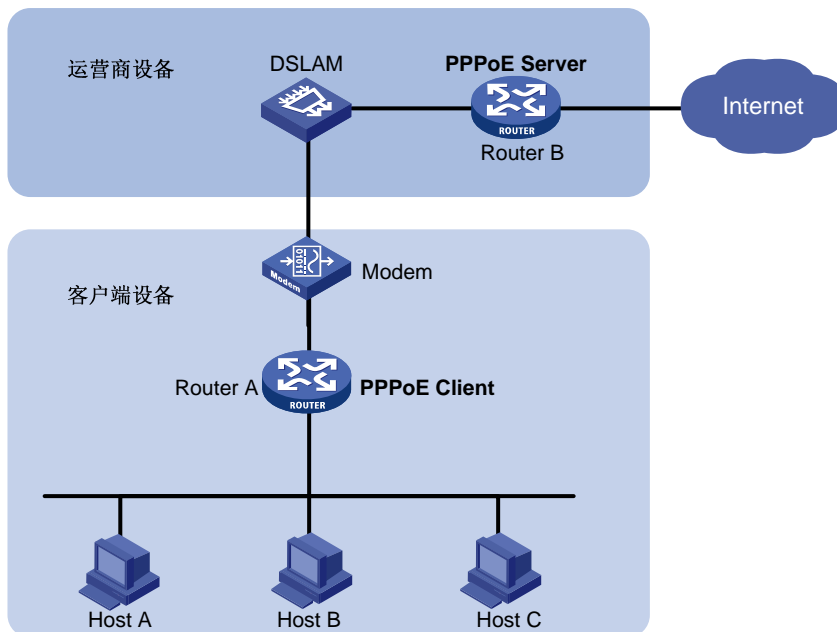 运营商设备
DSLAM
PPPoE Server
ROUTER
Router B
Internet
客户端设备
01011
Modem
Modem
Router A
ROUTER
PPPoE Client
Host A
Host B
Host C